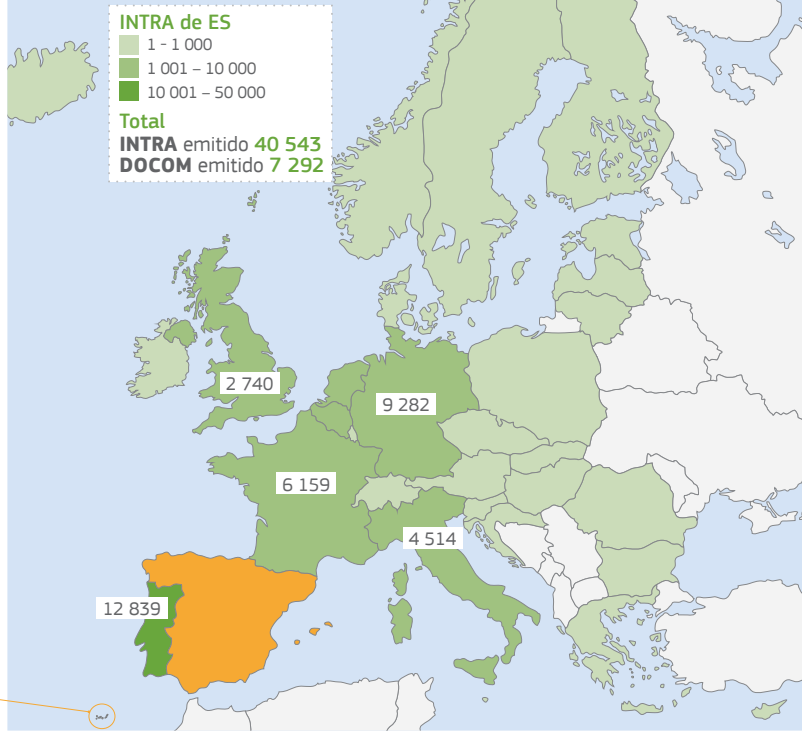 INTRA de ES
1 - 1 000
1 001 – 10 000
10 001 – 50 000
Total
INTRA emitido 40 543
DOCOM emitido 7 292
2 740
9 282
6 159
4 514
12 839